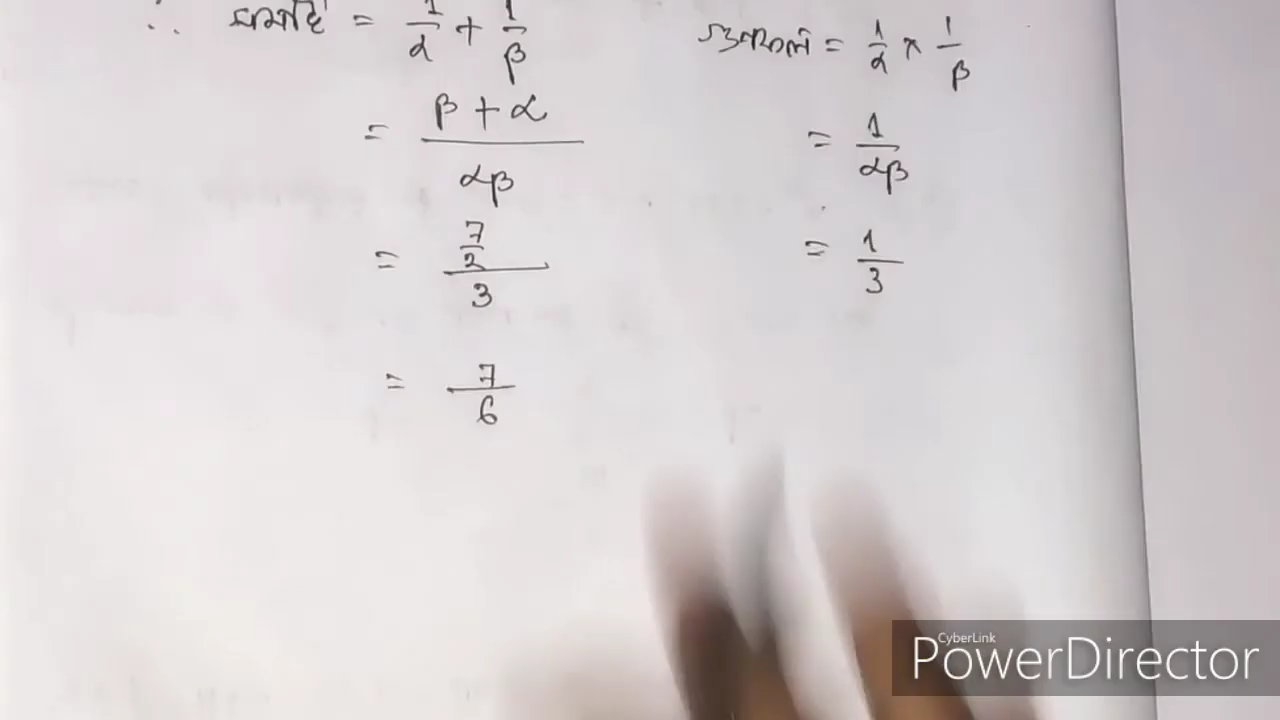 ∴ সমষ্টি = 1/α + 1/β
= β + α / αβ
= 7/2 / 3
= 7/6
গুণফল = 1/α × 1/β
= 1/αβ
= 1/3
CyberLink
PowerDirector